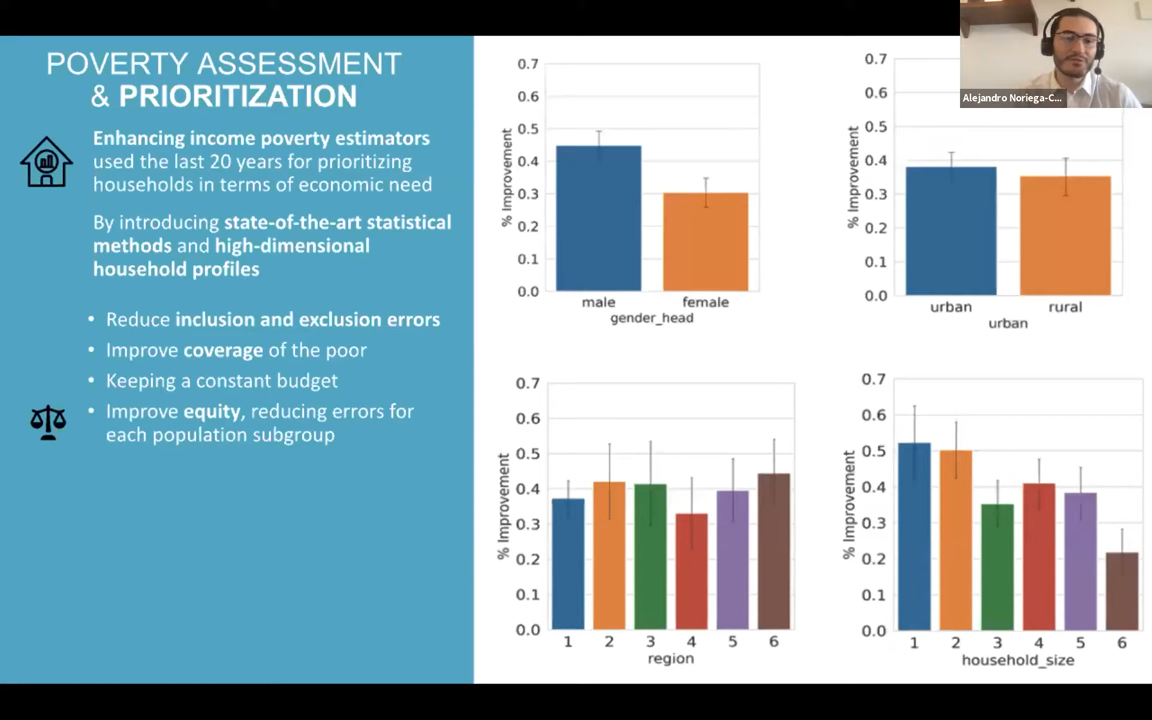 POVERTY ASSESSMENT
& PRIORITIZATION
Enhancing income poverty estimators
used the last 20 years for prioritizing
households in terms of economic need
By introducing state-of-the-art statistical
methods and high-dimensional
household profiles
• Reduce inclusion and exclusion errors
• Improve coverage of the poor
• Keeping a constant budget
• Improve equity, reducing errors for
each population subgroup
0.7
0.6
0.5
0.4
0.3
0.2
0.1
0.0
% Improvement
male female
gender_head
0.7
0.6
0.5
0.4
0.3
0.2
0.1
0.0
% Improvement
urban rural
urban
Alejandro Noriega-C...
0.7
0.6
0.5
0.4
0.3
0.2
0.1
0.0
% Improvement
1 2 3 4 5 6
region
0.7
0.6
0.5
0.4
0.3
0.2
0.1
0.0
% Improvement
1 2 3 4 5 6
household_size